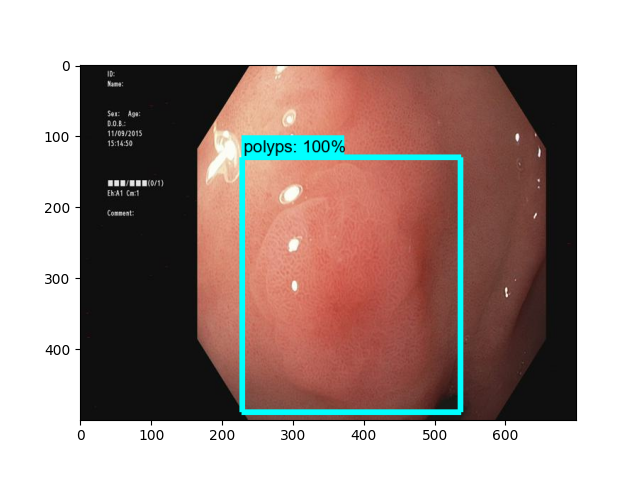 0
100
200
300
400
0 100 200 300 400 500 600
ID:
Name:
Sex: Age:
D.O.B.:
11/09/2015
15:14:50
■■■/■■■(0/1)
Eh:A1 Cm:1
Comment:
polyps: 100%